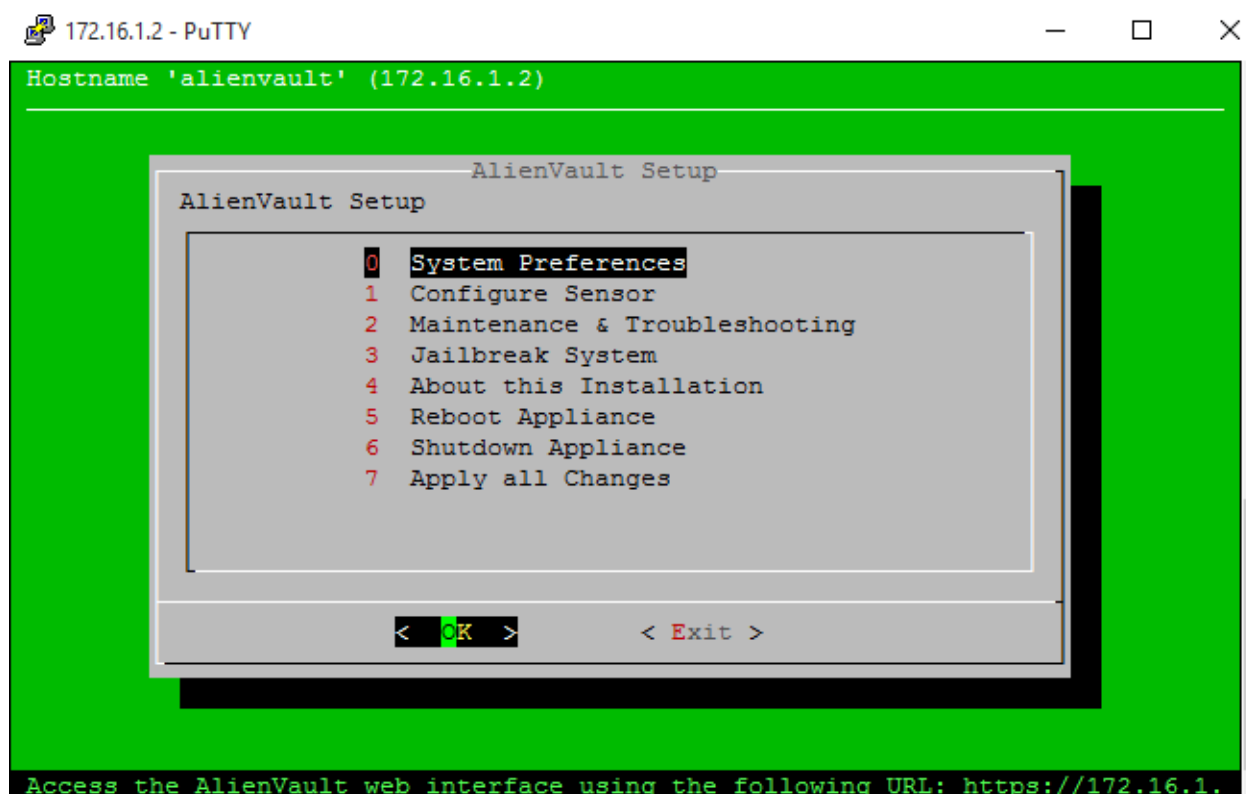 172.16.1.2 - PuTTY
Hostname 'alienvault' (172.16.1.2)
AlienVault Setup
AlienVault Setup
0 System Preferences
1 Configure Sensor
2 Maintenance & Troubleshooting
3 Jailbreak System
4 About this Installation
5 Reboot Appliance
6 Shutdown Appliance
7 Apply all Changes
< OK > < Exit >
Access the AlienVault web interface using the following URL: https://172.16.1.